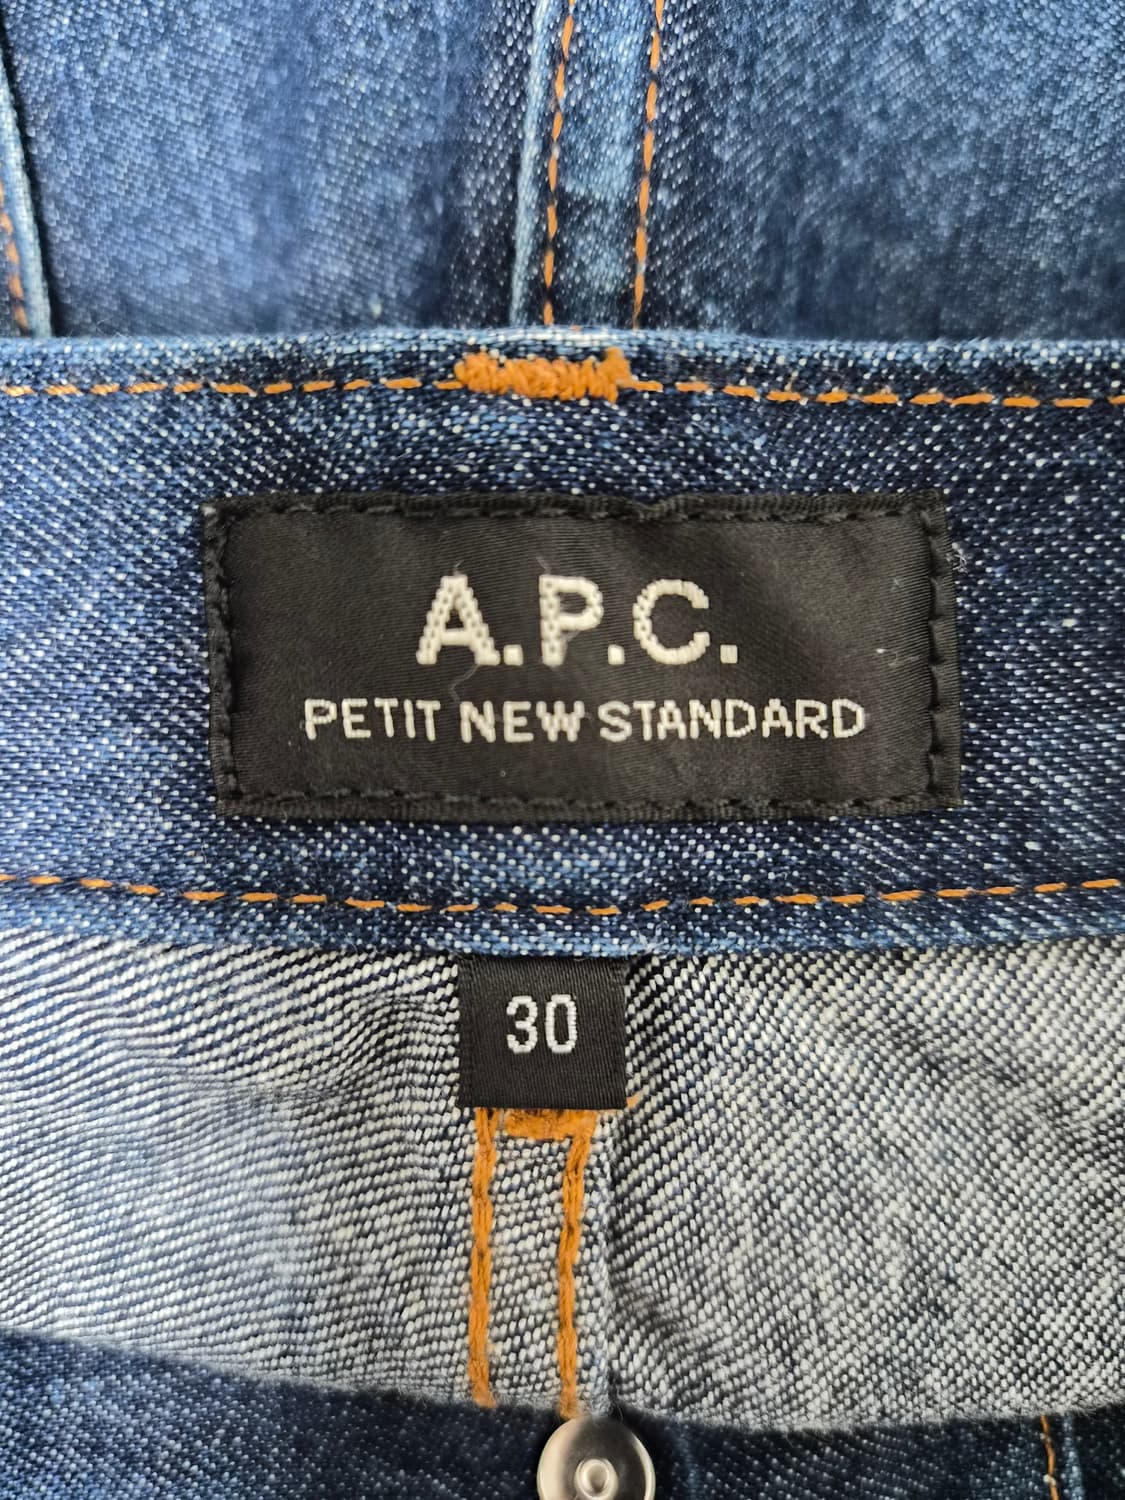 A.P.C.
PETIT NEW STANDARD
30